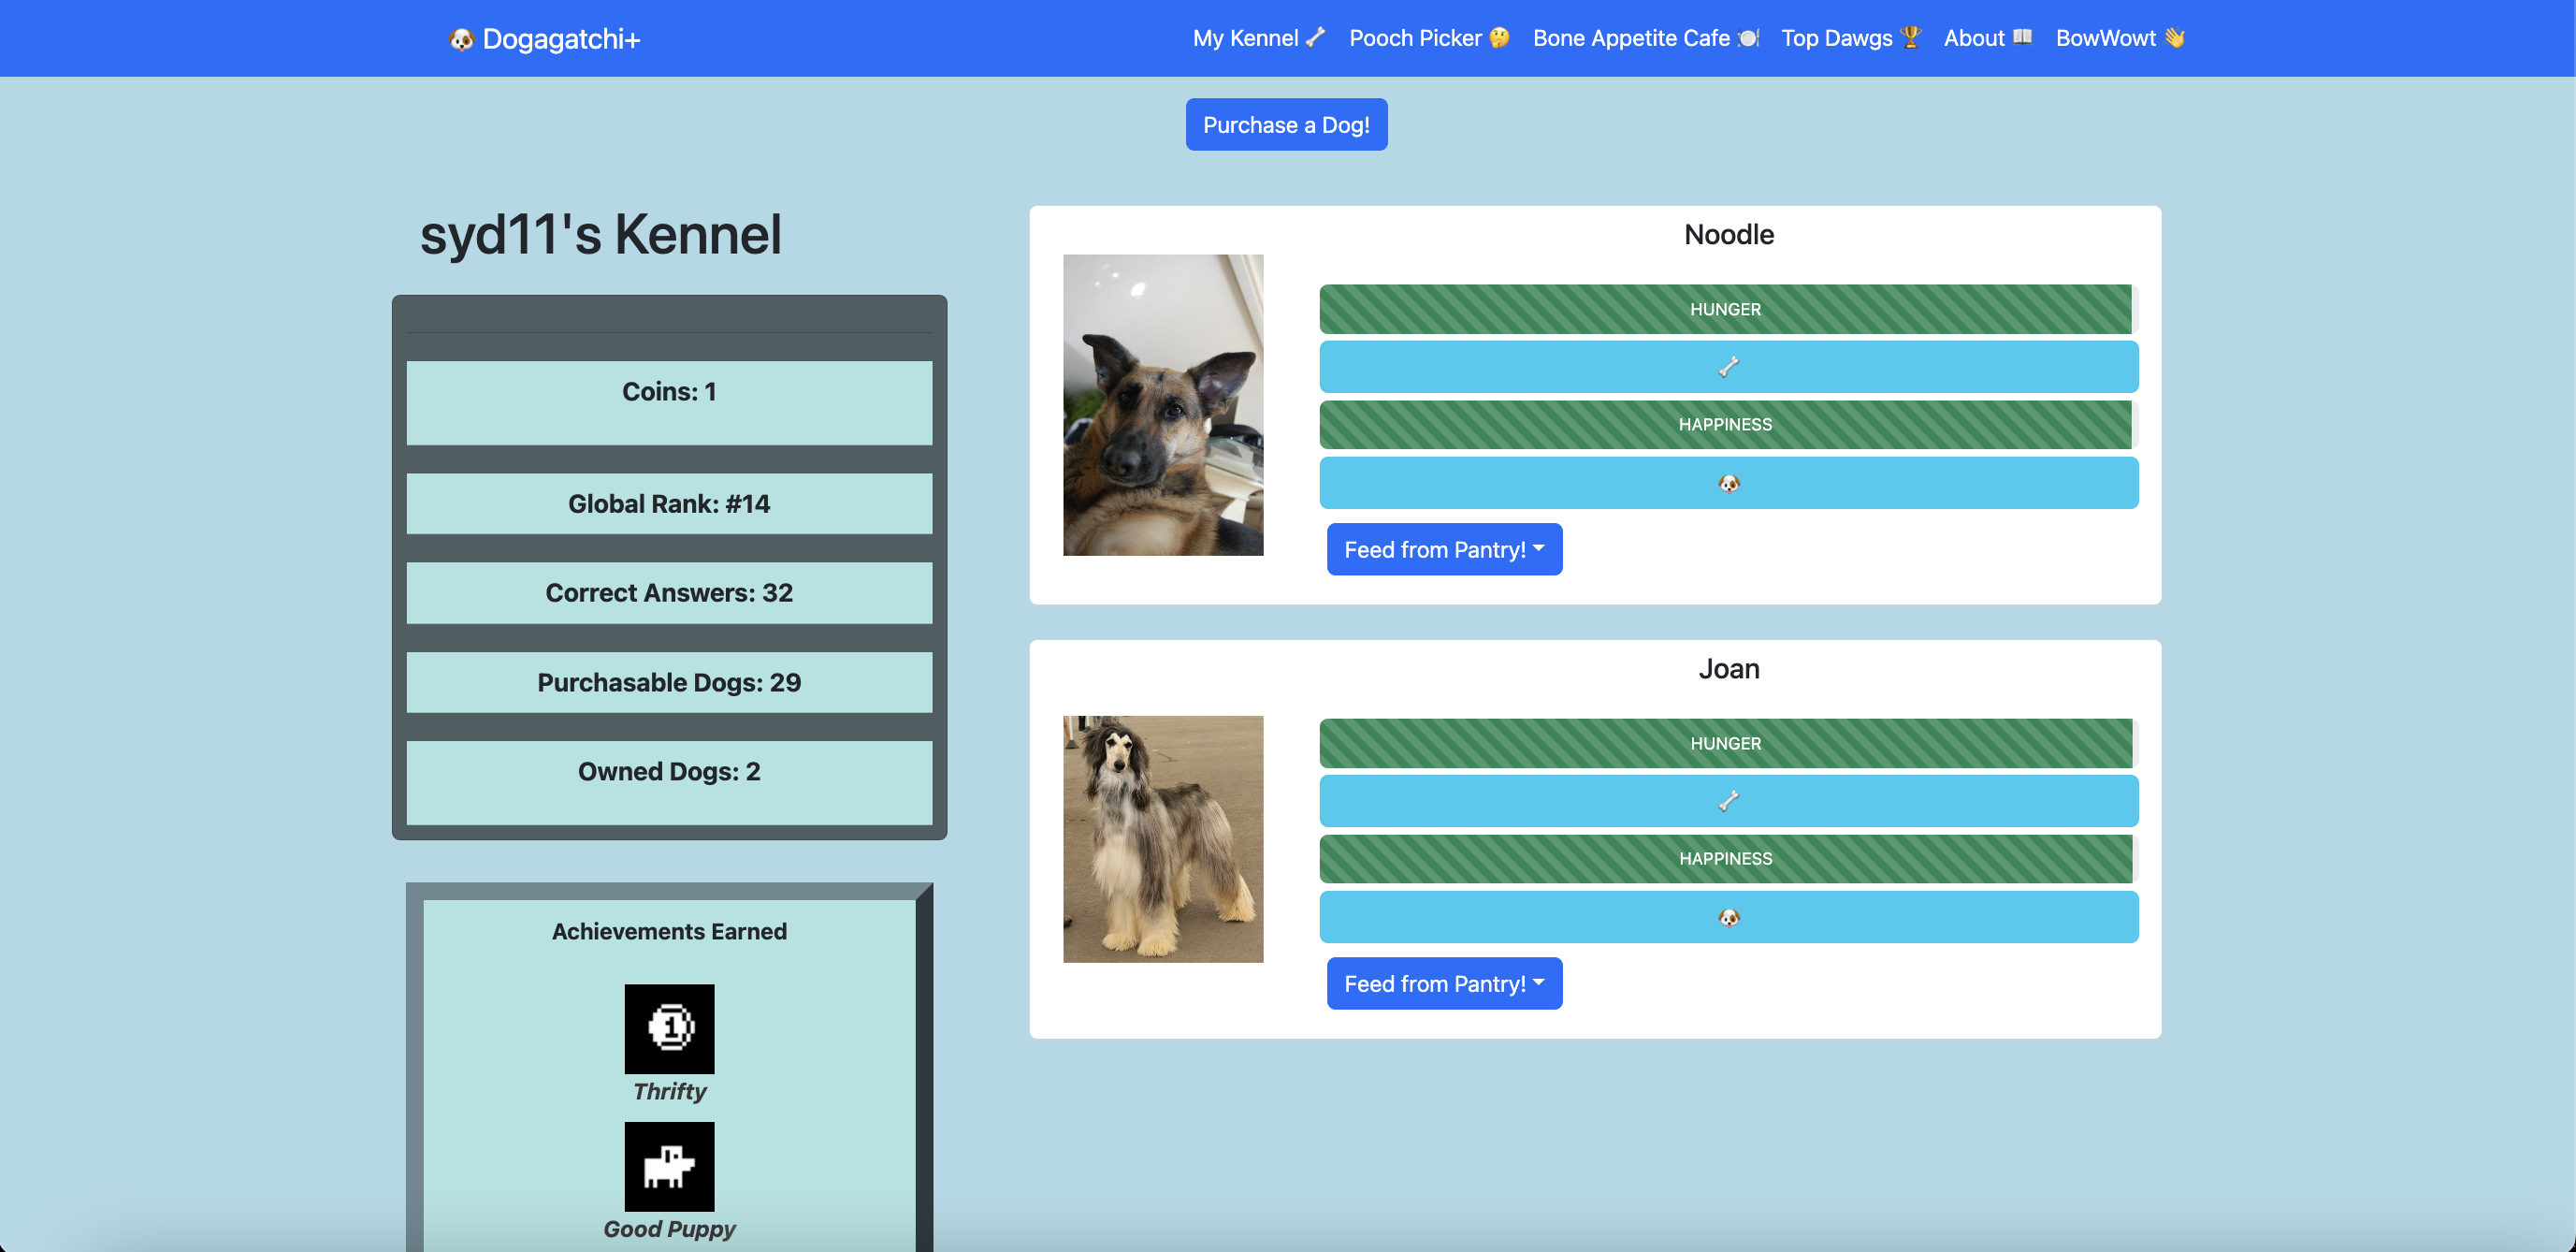 🐶 Dogagatchi+
My Kennel 🦴 Pooch Picker 🤔 Bone Appetite Cafe 🍽️ Top Dawgs 🏆 About 📖 BowWowt 👋
Purchase a Dog!
syd11's Kennel
Coins: 1
Global Rank: #14
Correct Answers: 32
Purchasable Dogs: 29
Owned Dogs: 2
Achievements Earned
1
Thrifty
Good Puppy
Noodle
HUNGER
🦴
HAPPINESS
🐶
Feed from Pantry!
Joan
HUNGER
🦴
HAPPINESS
🐶
Feed from Pantry!